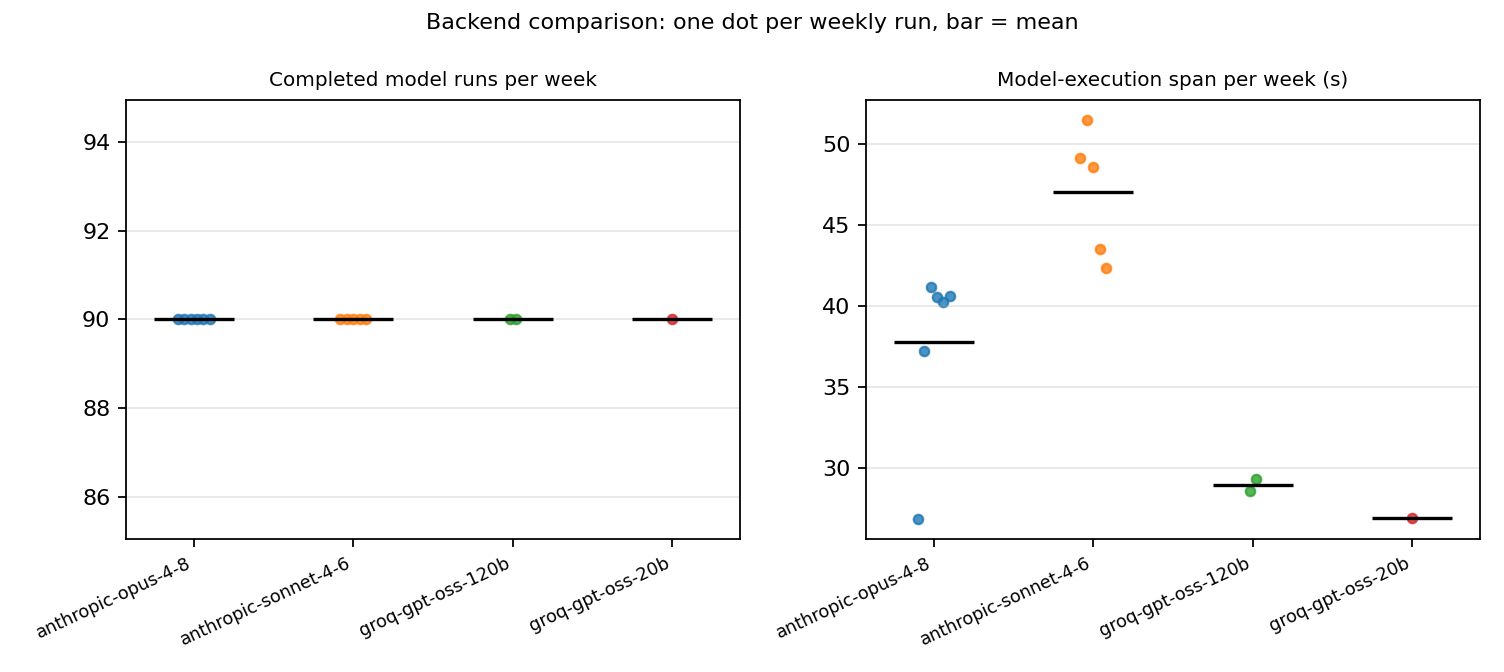 Backend comparison: one dot per weekly run, bar = mean
Completed model runs per week
94
92
90
88
86
anthropic-opus-4-8
anthropic-sonnet-4-6
groq-gpt-oss-120b
groq-gpt-oss-20b
Model-execution span per week (s)
50
45
40
35
30
anthropic-opus-4-8
anthropic-sonnet-4-6
groq-gpt-oss-120b
groq-gpt-oss-20b